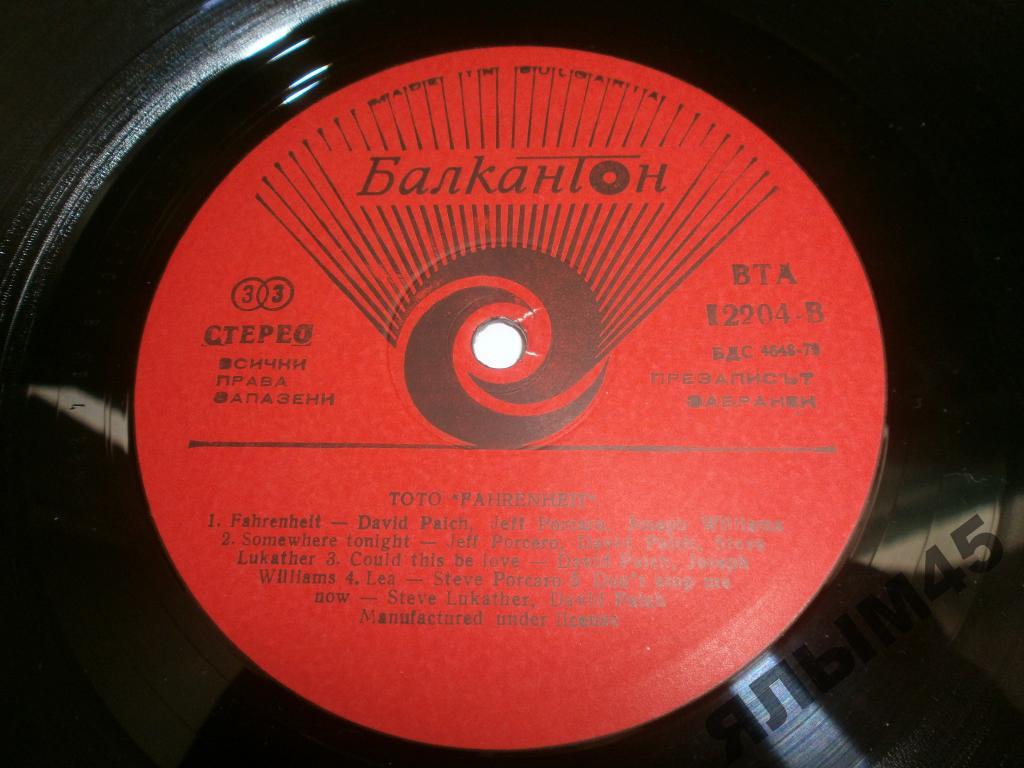 MADE IN BULGARIA
Балкантон
33
СТЕРЕО
ВСИЧКИ
ПРАВА
ЗАПАЗЕНИ
ВТА
12204-В
БДС 4648-79
ПРЕЗАПИСЪТ
ЗАБРАНЕН
TOTO "FAHRENHEIT"
1. Fahrenheit — David Paich, Jeff Porcaro, Joseph Williams
2. Somewhere tonight — Jeff Porcero, David Paich, Steve
Lukather 3. Could this be love — David Paich, Joseph
Williams 4. Lea — Steve Porcaro 5 Don't stop me
now — Steve Lukather, David Paich
Manufactured under license
ЯЛЫМ45